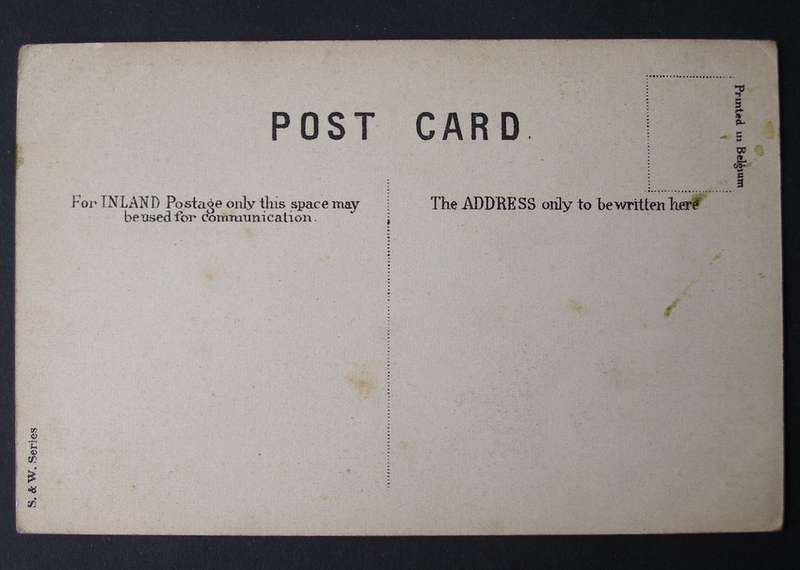 POST CARD.
Printed in Belgium
For INLAND Postage only this space may
be used for communication.
The ADDRESS only to be written here
S. & W. Series